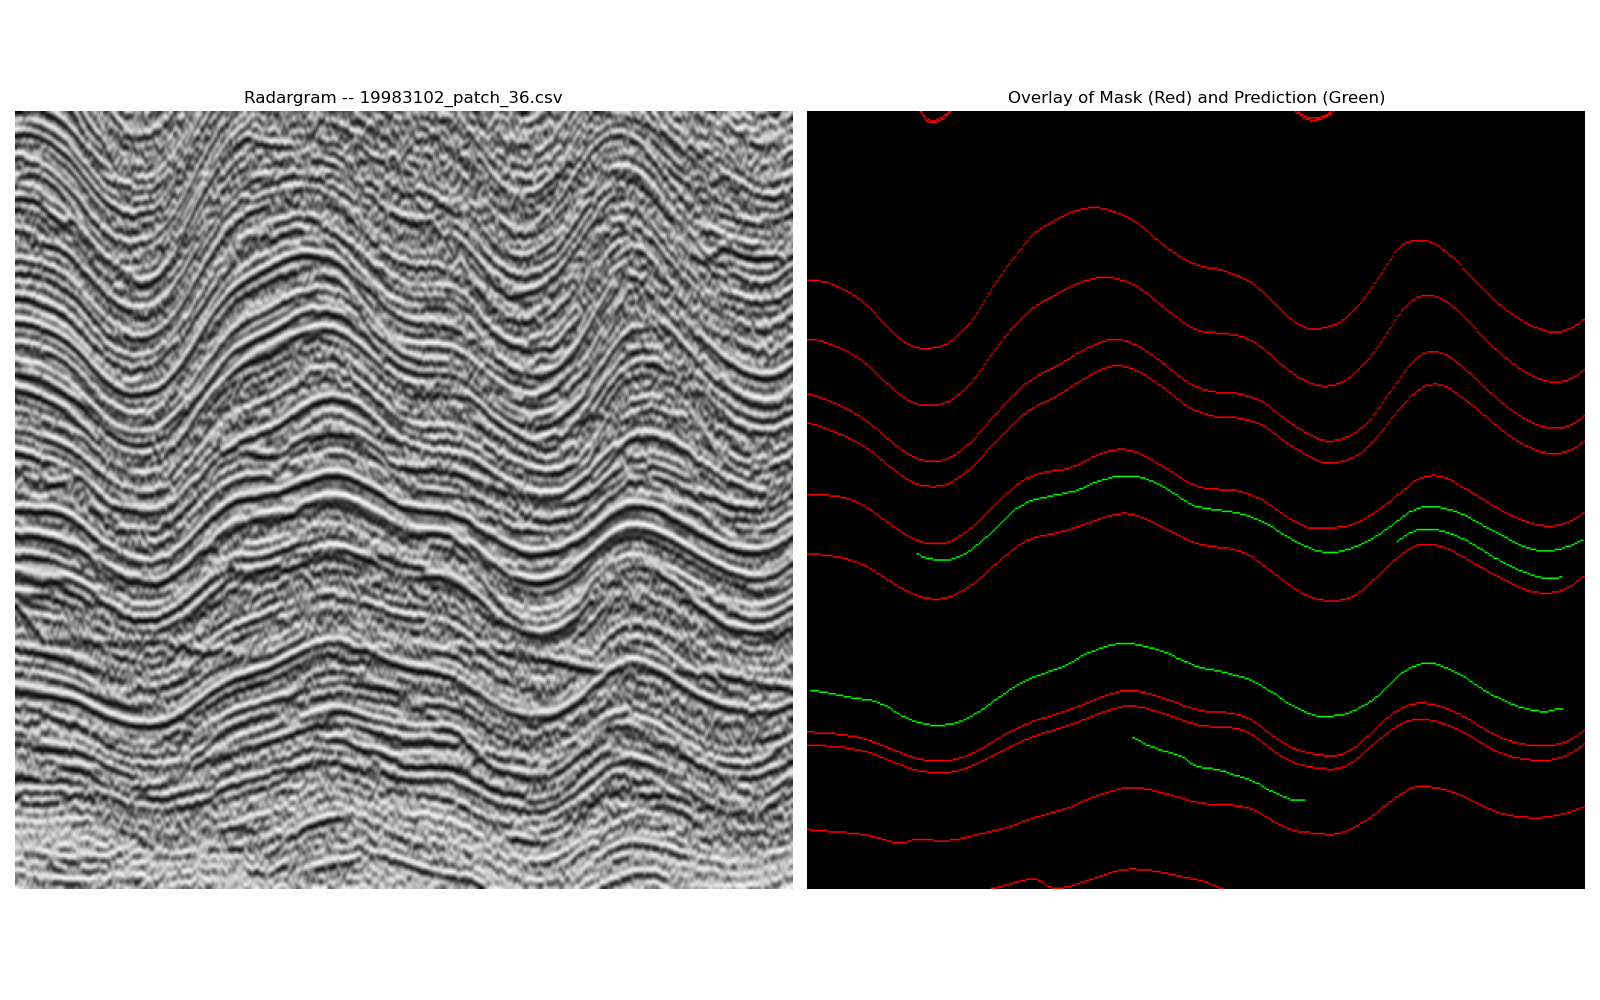 Radargram -- 19983102_patch_36.csv
Overlay of Mask (Red) and Prediction (Green)